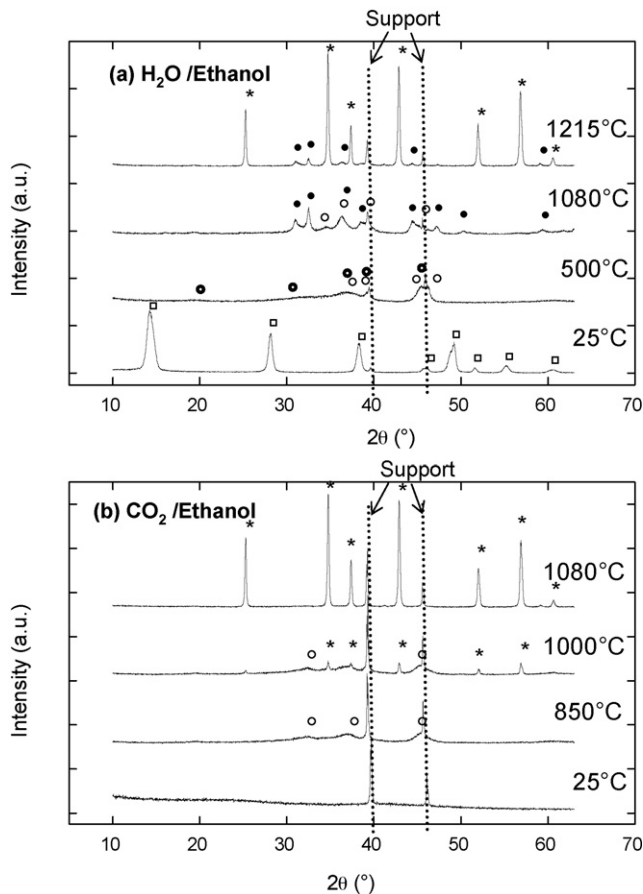 Support
(a) H₂O /Ethanol
* * * * * * *
1215°C
1080°C
500°C
25°C
Intensity (a.u.)
10 20 30 40 50 60 70
2θ (°)
Support
(b) CO₂ /Ethanol
* * * * * * *
1080°C
* * * * *
1000°C
850°C
25°C
Intensity (a.u.)
10 20 30 40 50 60 70
2θ (°)